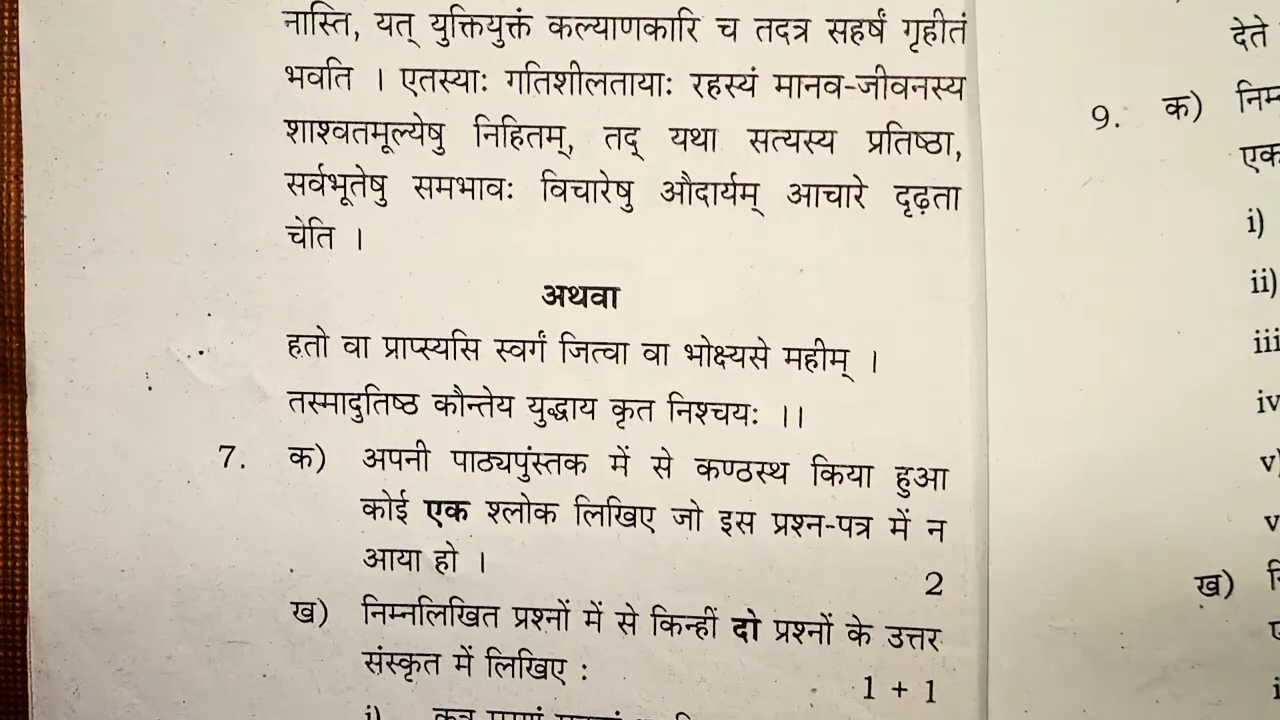 नास्ति, यत् युक्तियुक्तं कल्याणकारि च तदत्र सहर्षं गृहीतं
भवति । एतस्याः गतिशीलतायाः रहस्यं मानव-जीवनस्य
शाश्वतमूल्येषु निहितम्, तद् यथा सत्यस्य प्रतिष्ठा,
सर्वभूतेषु समभावः विचारेषु औदार्यम् आचारे दृढ़ता
चेति ।
अथवा
हतो वा प्राप्स्यसि स्वर्गं जित्वा वा भोक्ष्यसे महीम् ।
तस्मादुतिष्ठ कौन्तेय युद्धाय कृत निश्चयः ।।
7. क) अपनी पाठ्यपुंस्तक में से कण्ठस्थ किया हुआ
कोई एक श्लोक लिखिए जो इस प्रश्न-पत्र में न
आया हो ।
2
ख) निम्नलिखित प्रश्नों में से किन्हीं दो प्रश्नों के उत्तर
संस्कृत में लिखिए :
1 + 1
i)
देते
9. क)
i)
ii)
iii
iv
v)
ख)